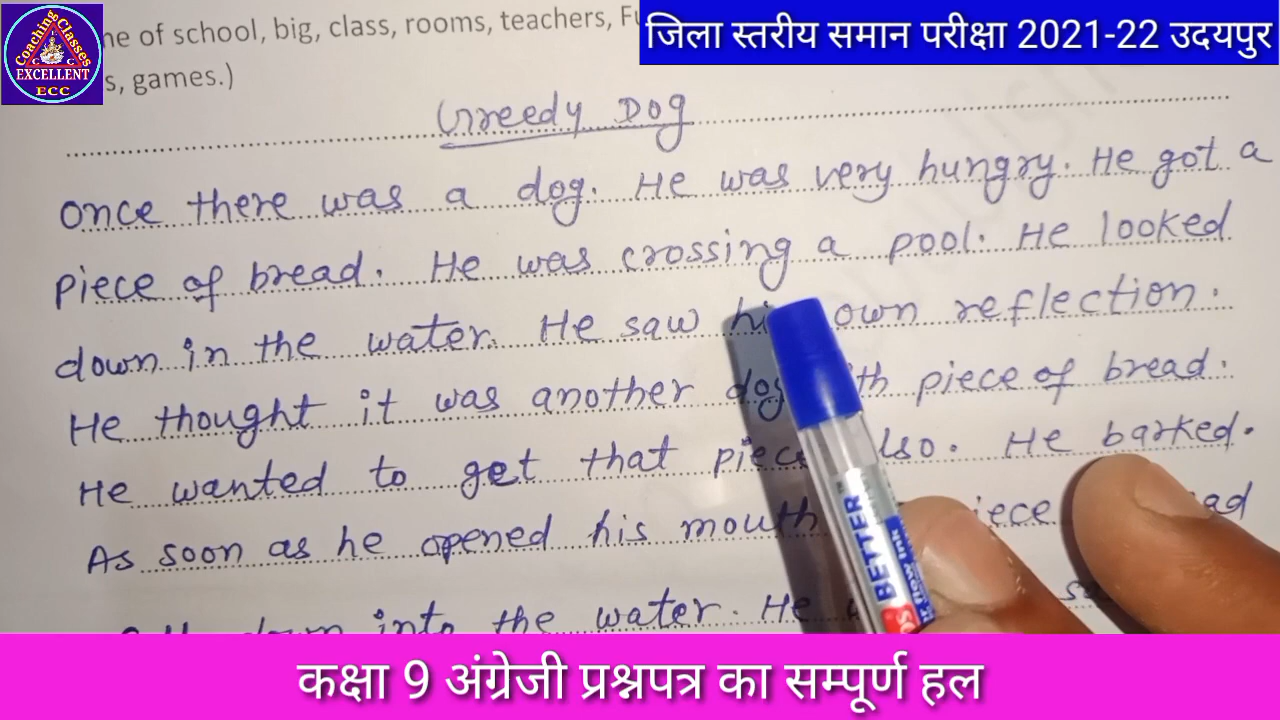 Coaching Classes
EXCELLENT
ECC
जिला स्तरीय समान परीक्षा 2021-22 उदयपुर
of school, big, class, rooms, teachers,
games.)
Greedy Dog
Once there was a dog. He was very hungry. He got a
piece of bread. He was crossing a pool. He looked
down in the water. He saw own reflection.
He thought it was another piece of bread.
He wanted to get that He barked.
As soon as he opened his mouth
into the water. He
BETTER
कक्षा 9 अंग्रेजी प्रश्नपत्र का सम्पूर्ण हल